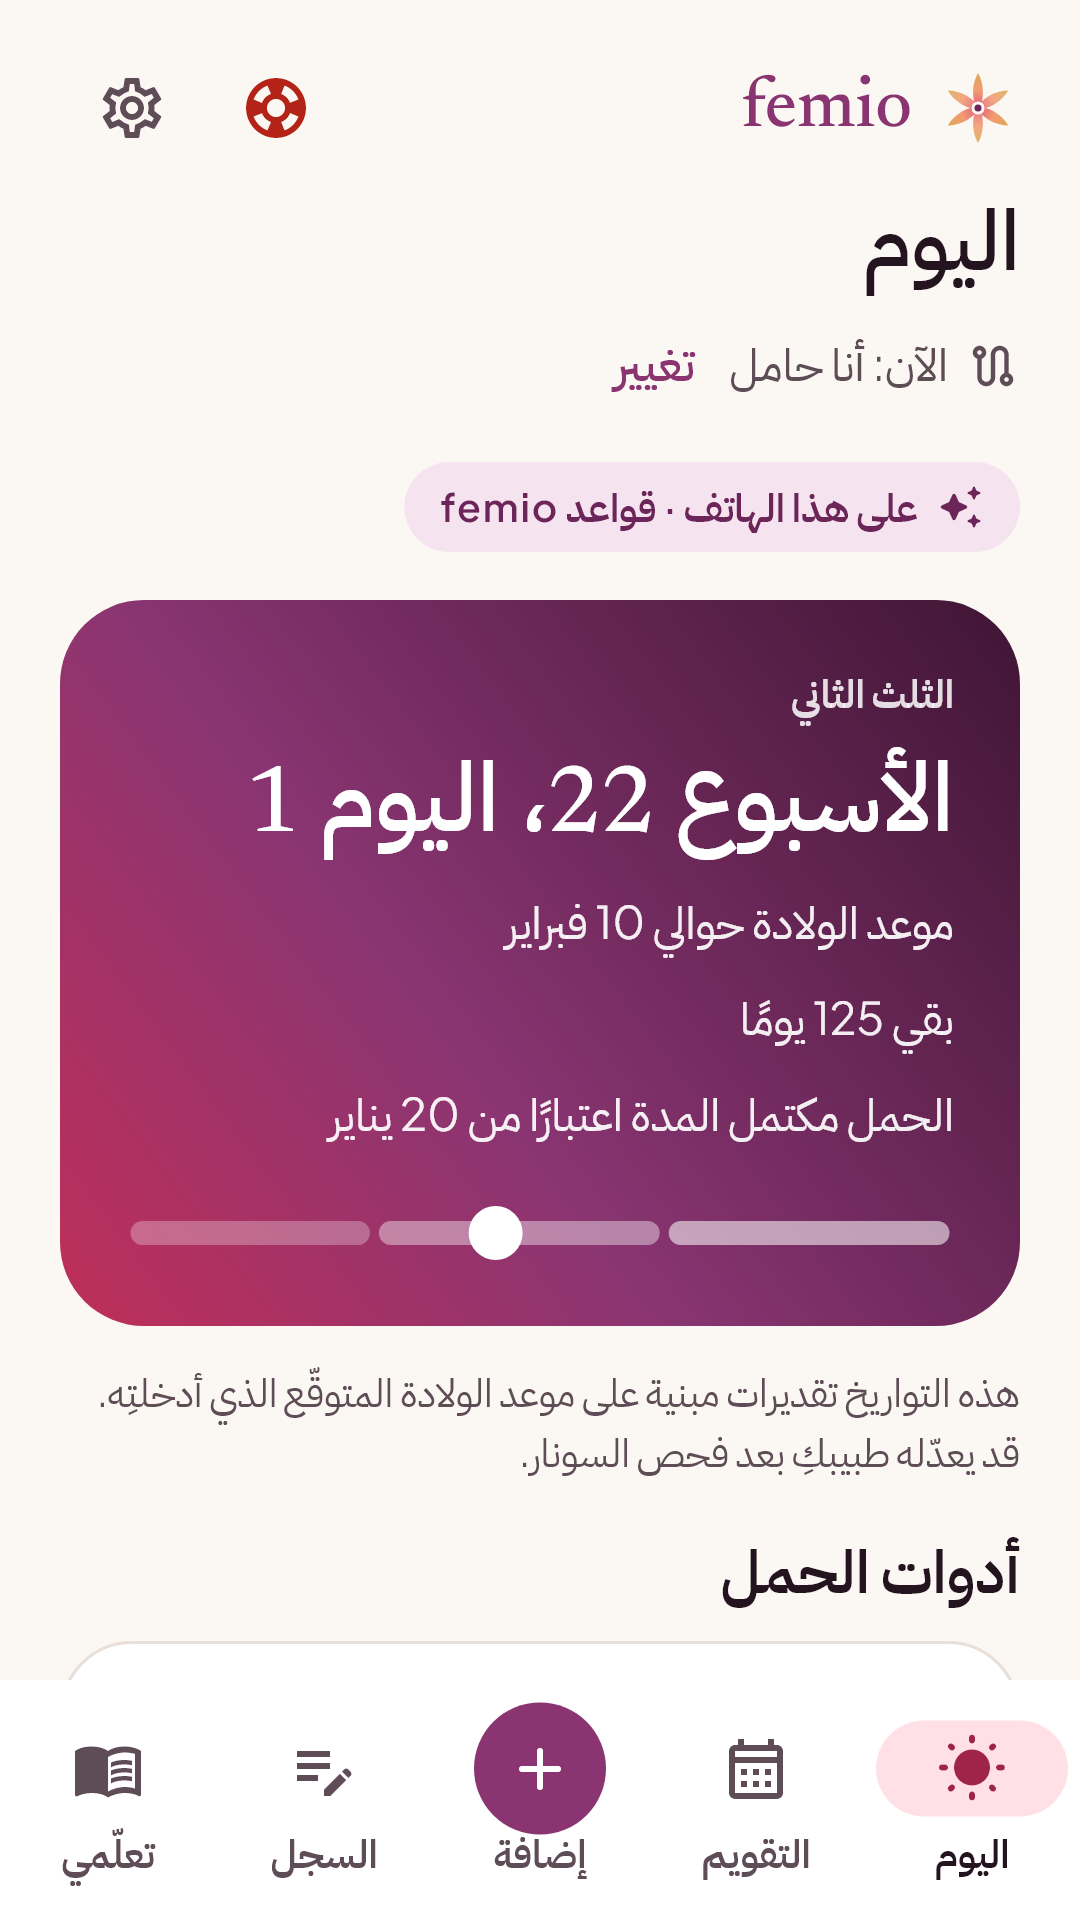 femio
اليوم
الآن: أنا حامل تغيير
على هذا الهاتف · قواعد femio
الثلث الثاني
الأسبوع 22، اليوم 1
موعد الولادة حوالي 10 فبراير
بقي 125 يومًا
الحمل مكتمل المدة اعتبارًا من 20 يناير
هذه التواريخ تقديرات مبنية على موعد الولادة المتوقّع الذي أدخلتِه.
قد يعدّله طبيبكِ بعد فحص السونار.
أدوات الحمل
اليوم
التقويم
إضافة
السجل
تعلّمي